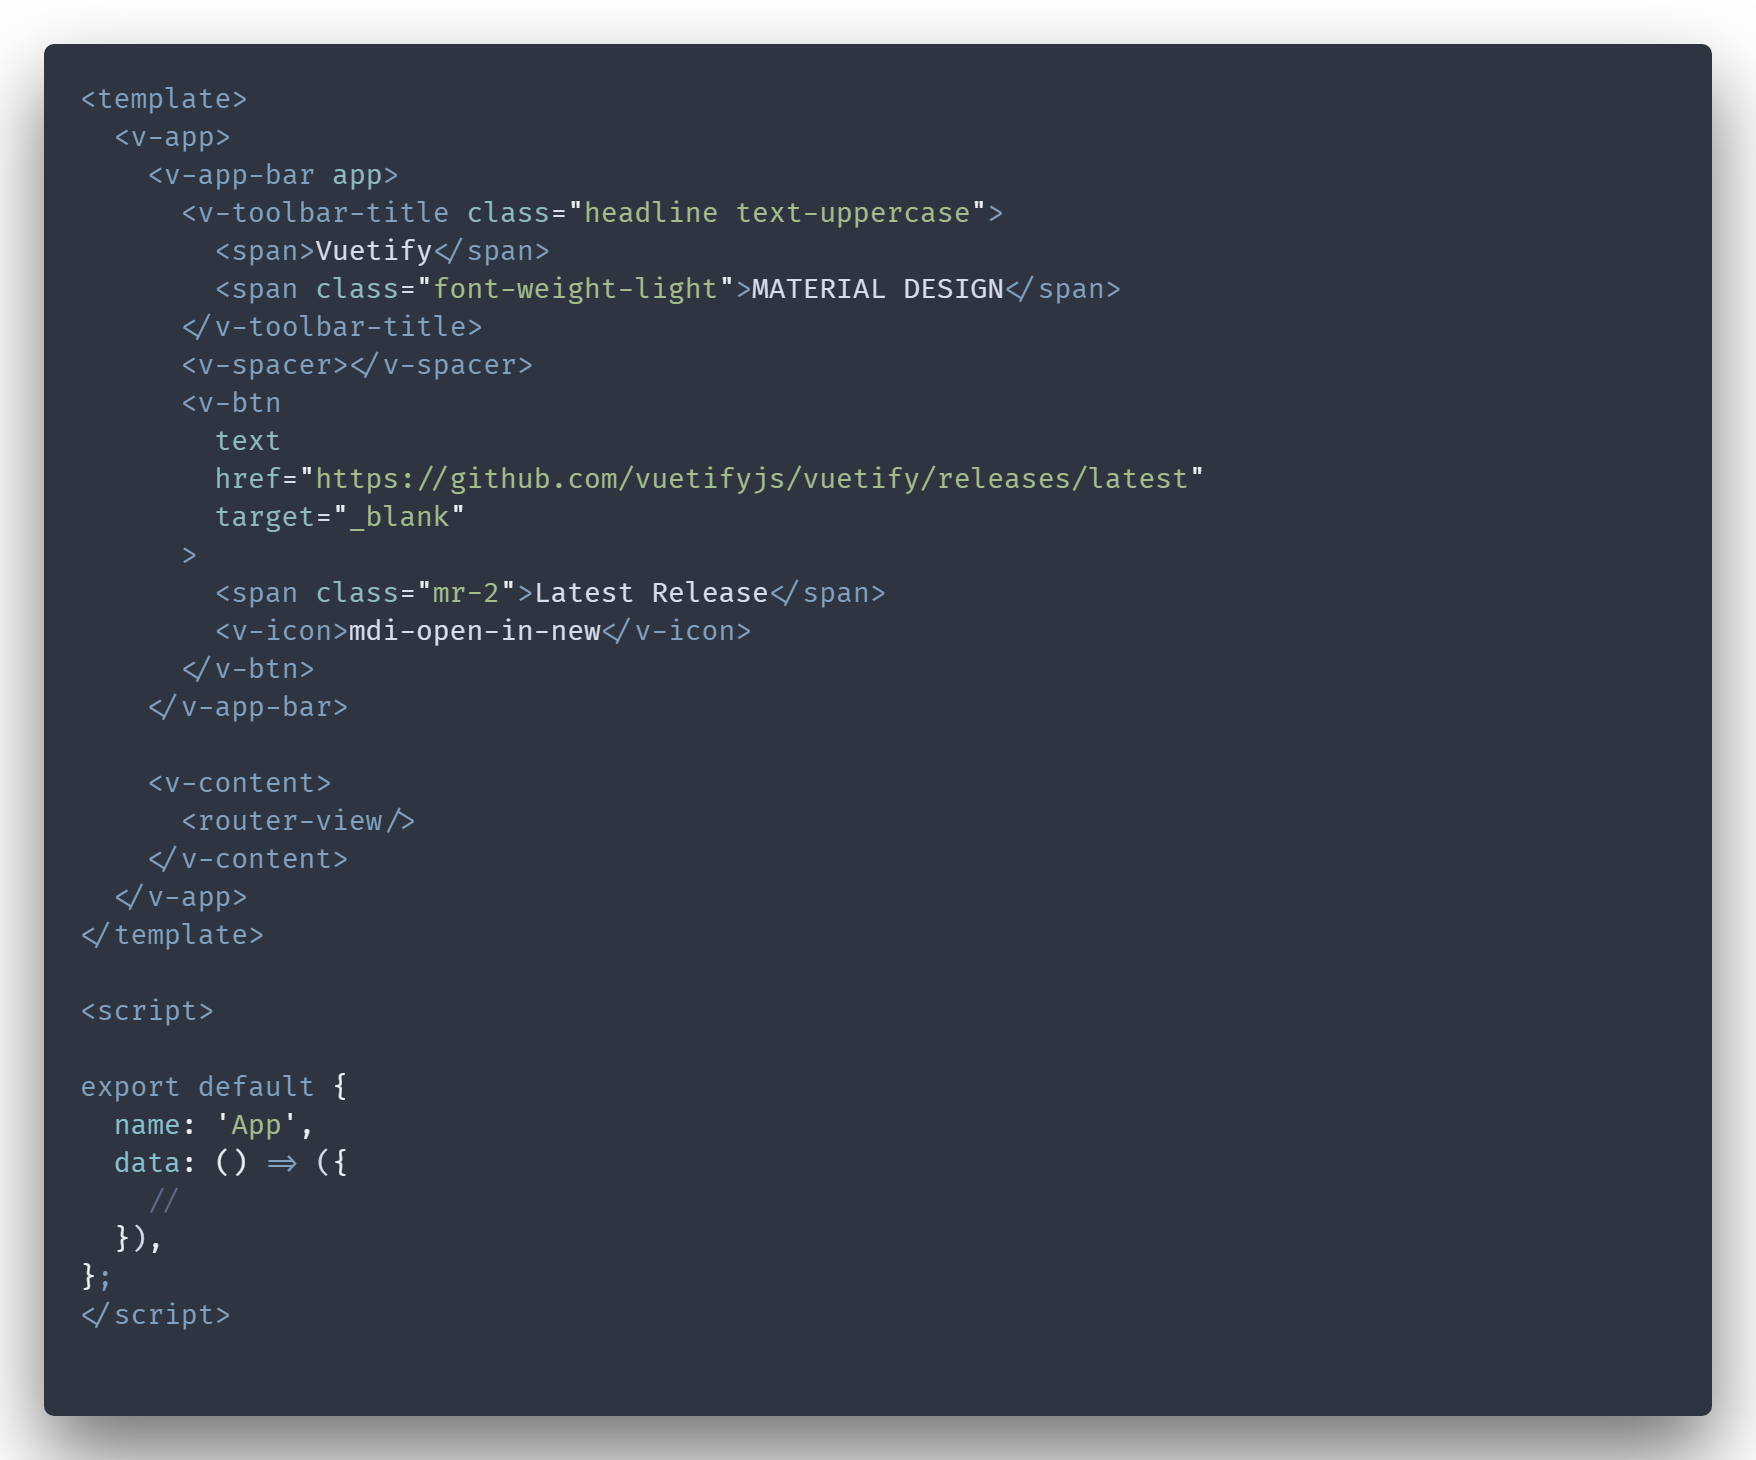 <template>
  <v-app>
    <v-app-bar app>
      <v-toolbar-title class="headline text-uppercase">
        <span>Vuetify</span>
        <span class="font-weight-light">MATERIAL DESIGN</span>
      </v-toolbar-title>
      <v-spacer></v-spacer>
      <v-btn
        text
        href="https://github.com/vuetifyjs/vuetify/releases/latest"
        target="_blank"
      >
        <span class="mr-2">Latest Release</span>
        <v-icon>mdi-open-in-new</v-icon>
      </v-btn>
    </v-app-bar>

    <v-content>
      <router-view/>
    </v-content>
  </v-app>
</template>

<script>

export default {
  name: 'App',
  data: () => ({
    //
  }),
};
</script>